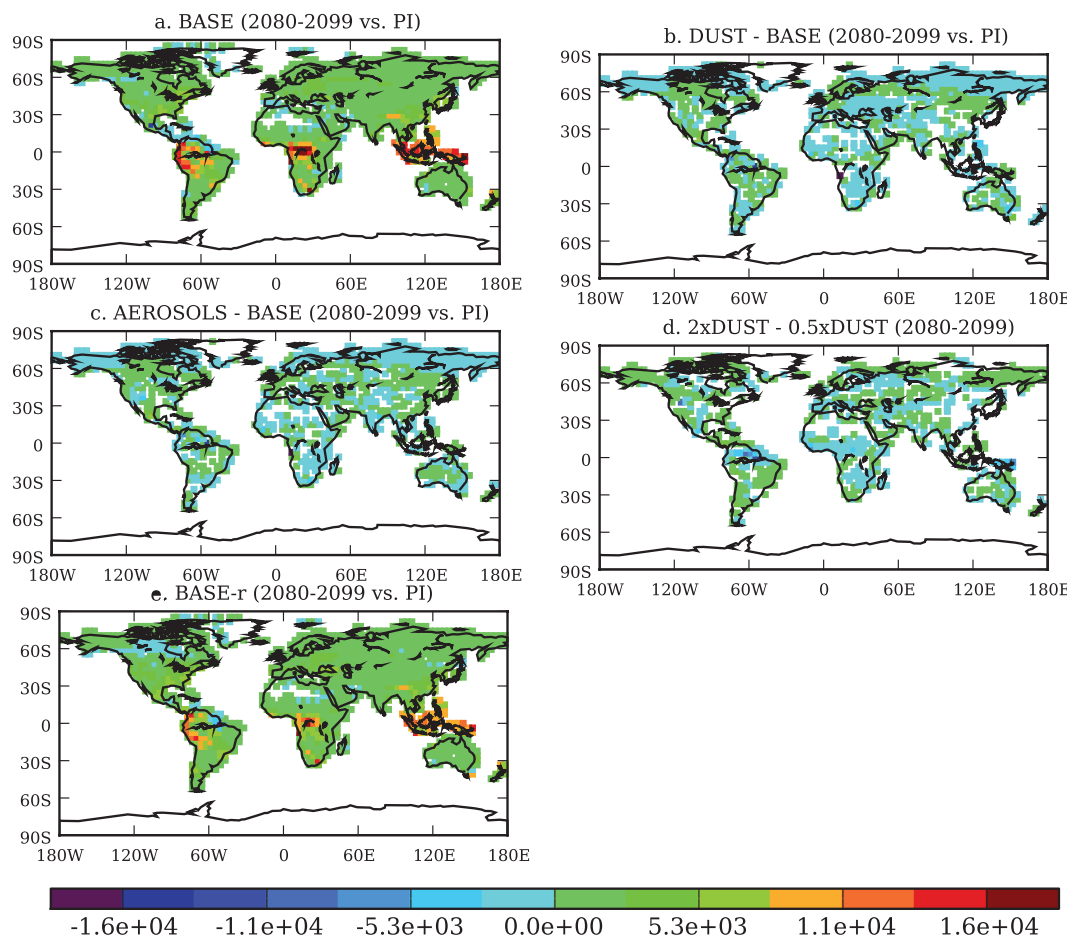 a. BASE (2080-2099 vs. PI)
90S
60S
30S
0
30S
60S
90S
180W 120W 60W 0 60E 120E 180E
b. DUST - BASE (2080-2099 vs. PI)
90S
60S
30S
0
30S
60S
90S
180W 120W 60W 0 60E 120E 180E
c. AEROSOLS - BASE (2080-2099 vs. PI)
90S
60S
30S
0
30S
60S
90S
180W 120W 60W 0 60E 120E 180E
d. 2xDUST - 0.5xDUST (2080-2099)
90S
60S
30S
0
30S
60S
90S
180W 120W 60W 0 60E 120E 180E
e. BASE-r (2080-2099 vs. PI)
90S
60S
30S
0
30S
60S
90S
180W 120W 60W 0 60E 120E 180E
-1.6e+04 -1.1e+04 -5.3e+03 0.0e+00 5.3e+03 1.1e+04 1.6e+04